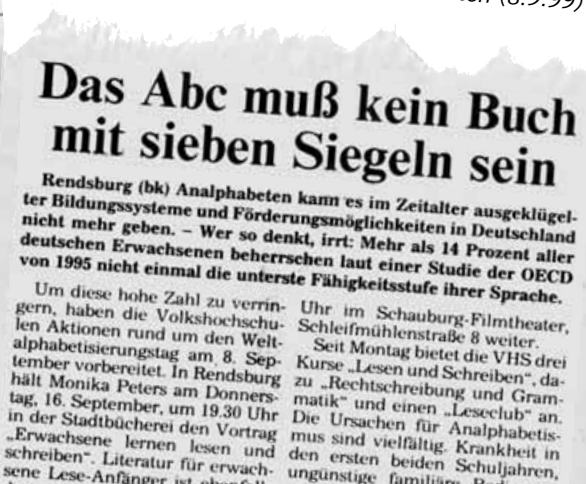 (8.9.99)
Das Abc muß kein Buch
mit sieben Siegeln sein
Rendsburg (bk) Analphabeten kann es im Zeitalter ausgeklügel-
ter Bildungssysteme und Förderungsmöglichkeiten in Deutschland
nicht mehr geben. – Wer so denkt, irrt: Mehr als 14 Prozent aller
deutschen Erwachsenen beherrschen laut einer Studie der OECD
von 1995 nicht einmal die unterste Fähigkeitsstufe ihrer Sprache.
Um diese hohe Zahl zu verrin-
gern, haben die Volkshochschu-
len Aktionen rund um den Welt-
alphabetisierungstag am 8. Sep-
tember vorbereitet. In Rendsburg
hält Monika Peters am Donners-
tag, 16. September, um 19.30 Uhr
in der Stadtbücherei den Vortrag
„Erwachsene lernen lesen und
schreiben“. Literatur für erwach-
sene Lese-Anfänger ist
Uhr im Schauburg-Filmtheater,
Schleifmühlenstraße 8 weiter.
Seit Montag bietet die VHS drei
Kurse „Lesen und Schreiben“, da-
zu „Rechtschreibung und Gram-
matik“ und einen „Leseclub“ an.
Die Ursachen für Analphabetis-
mus sind vielfältig. Krankheit in
den ersten beiden Schuljahren,
ungünstige familiäre